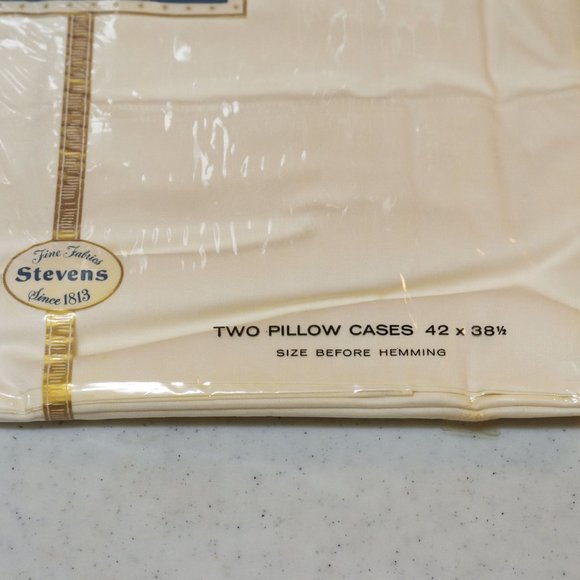 Fine Fabrics
Stevens
Since 1813
TWO PILLOW CASES 42 x 38½
SIZE BEFORE HEMMING